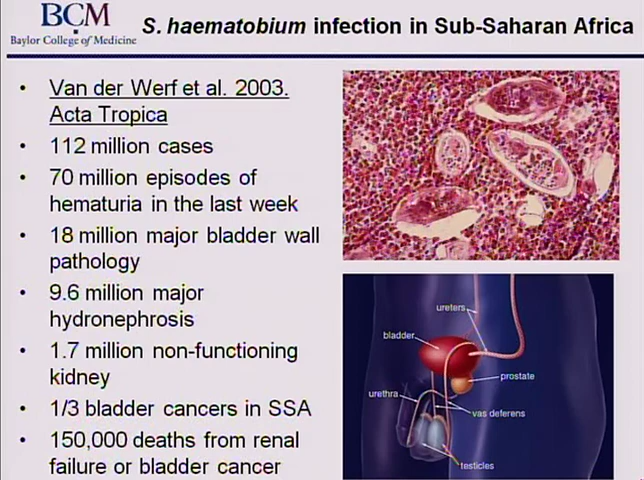 BCM
Baylor College of Medicine
S. haematobium infection in Sub-Saharan Africa
• Van der Werf et al. 2003.
Acta Tropica
• 112 million cases
• 70 million episodes of
hematuria in the last week
• 18 million major bladder wall
pathology
• 9.6 million major
hydronephrosis
• 1.7 million non-functioning
kidney
• 1/3 bladder cancers in SSA
• 150,000 deaths from renal
failure or bladder cancer
ureters
bladder
prostate
urethra
vas deferens
testicles